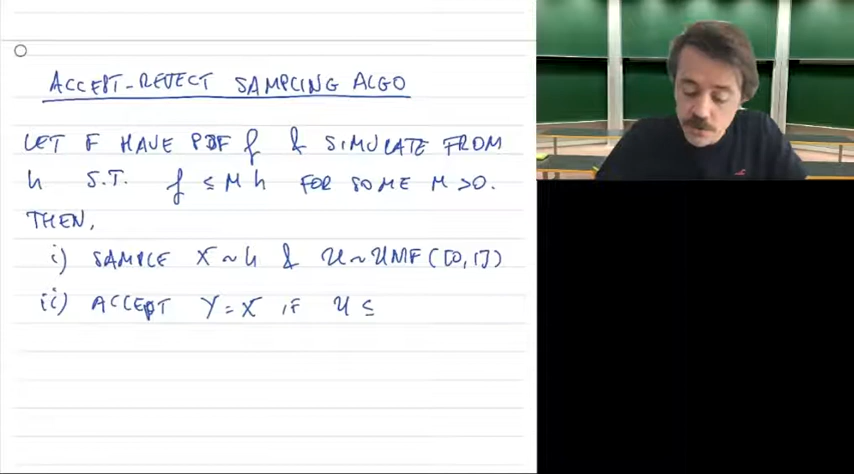 ACCEPT-REJECT SAMPLING ALGO
LET F HAVE PDF f & SIMULATE FROM
h S.T. f ≤ M h FOR SOME M >0.
THEN,
i) SAMPLE X ~ h & U ~ UNIF([0,1])
ii) ACCEPT Y = X IF U ≤